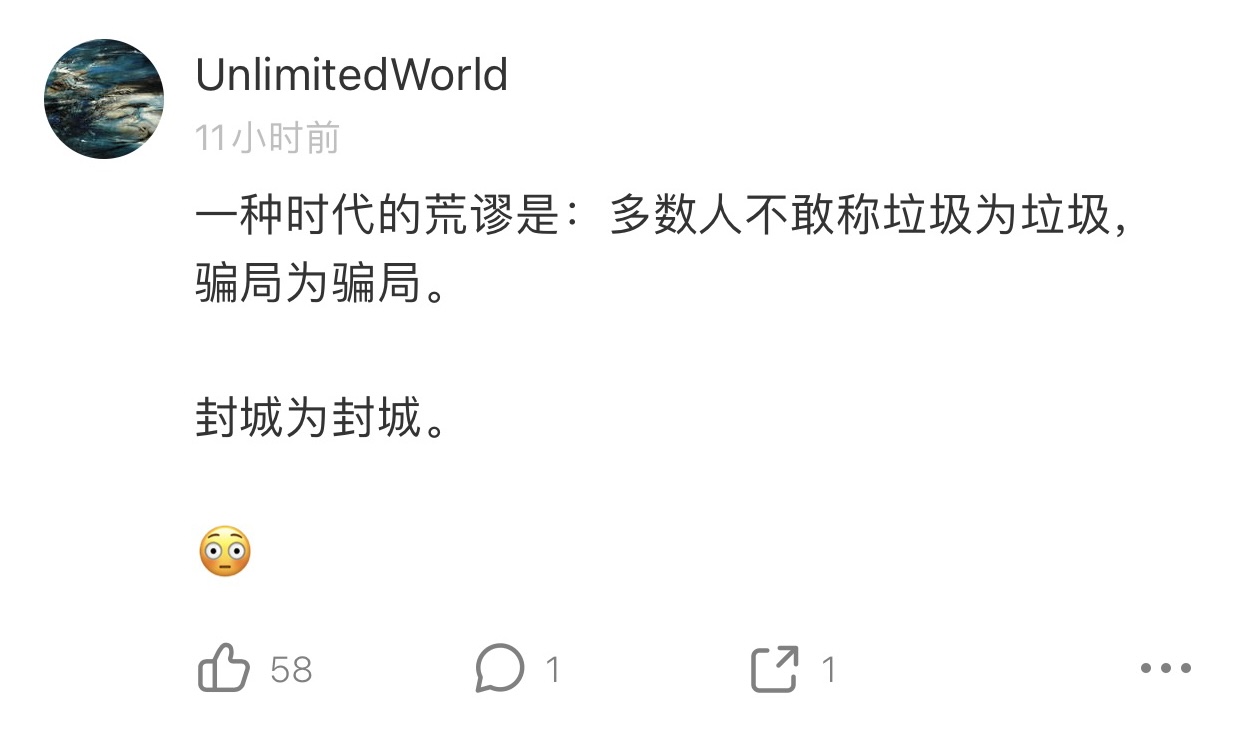 UnlimitedWorld
11小时前
一种时代的荒谬是：多数人不敢称垃圾为垃圾，
骗局为骗局。
封城为封城。
😳
58
1
1